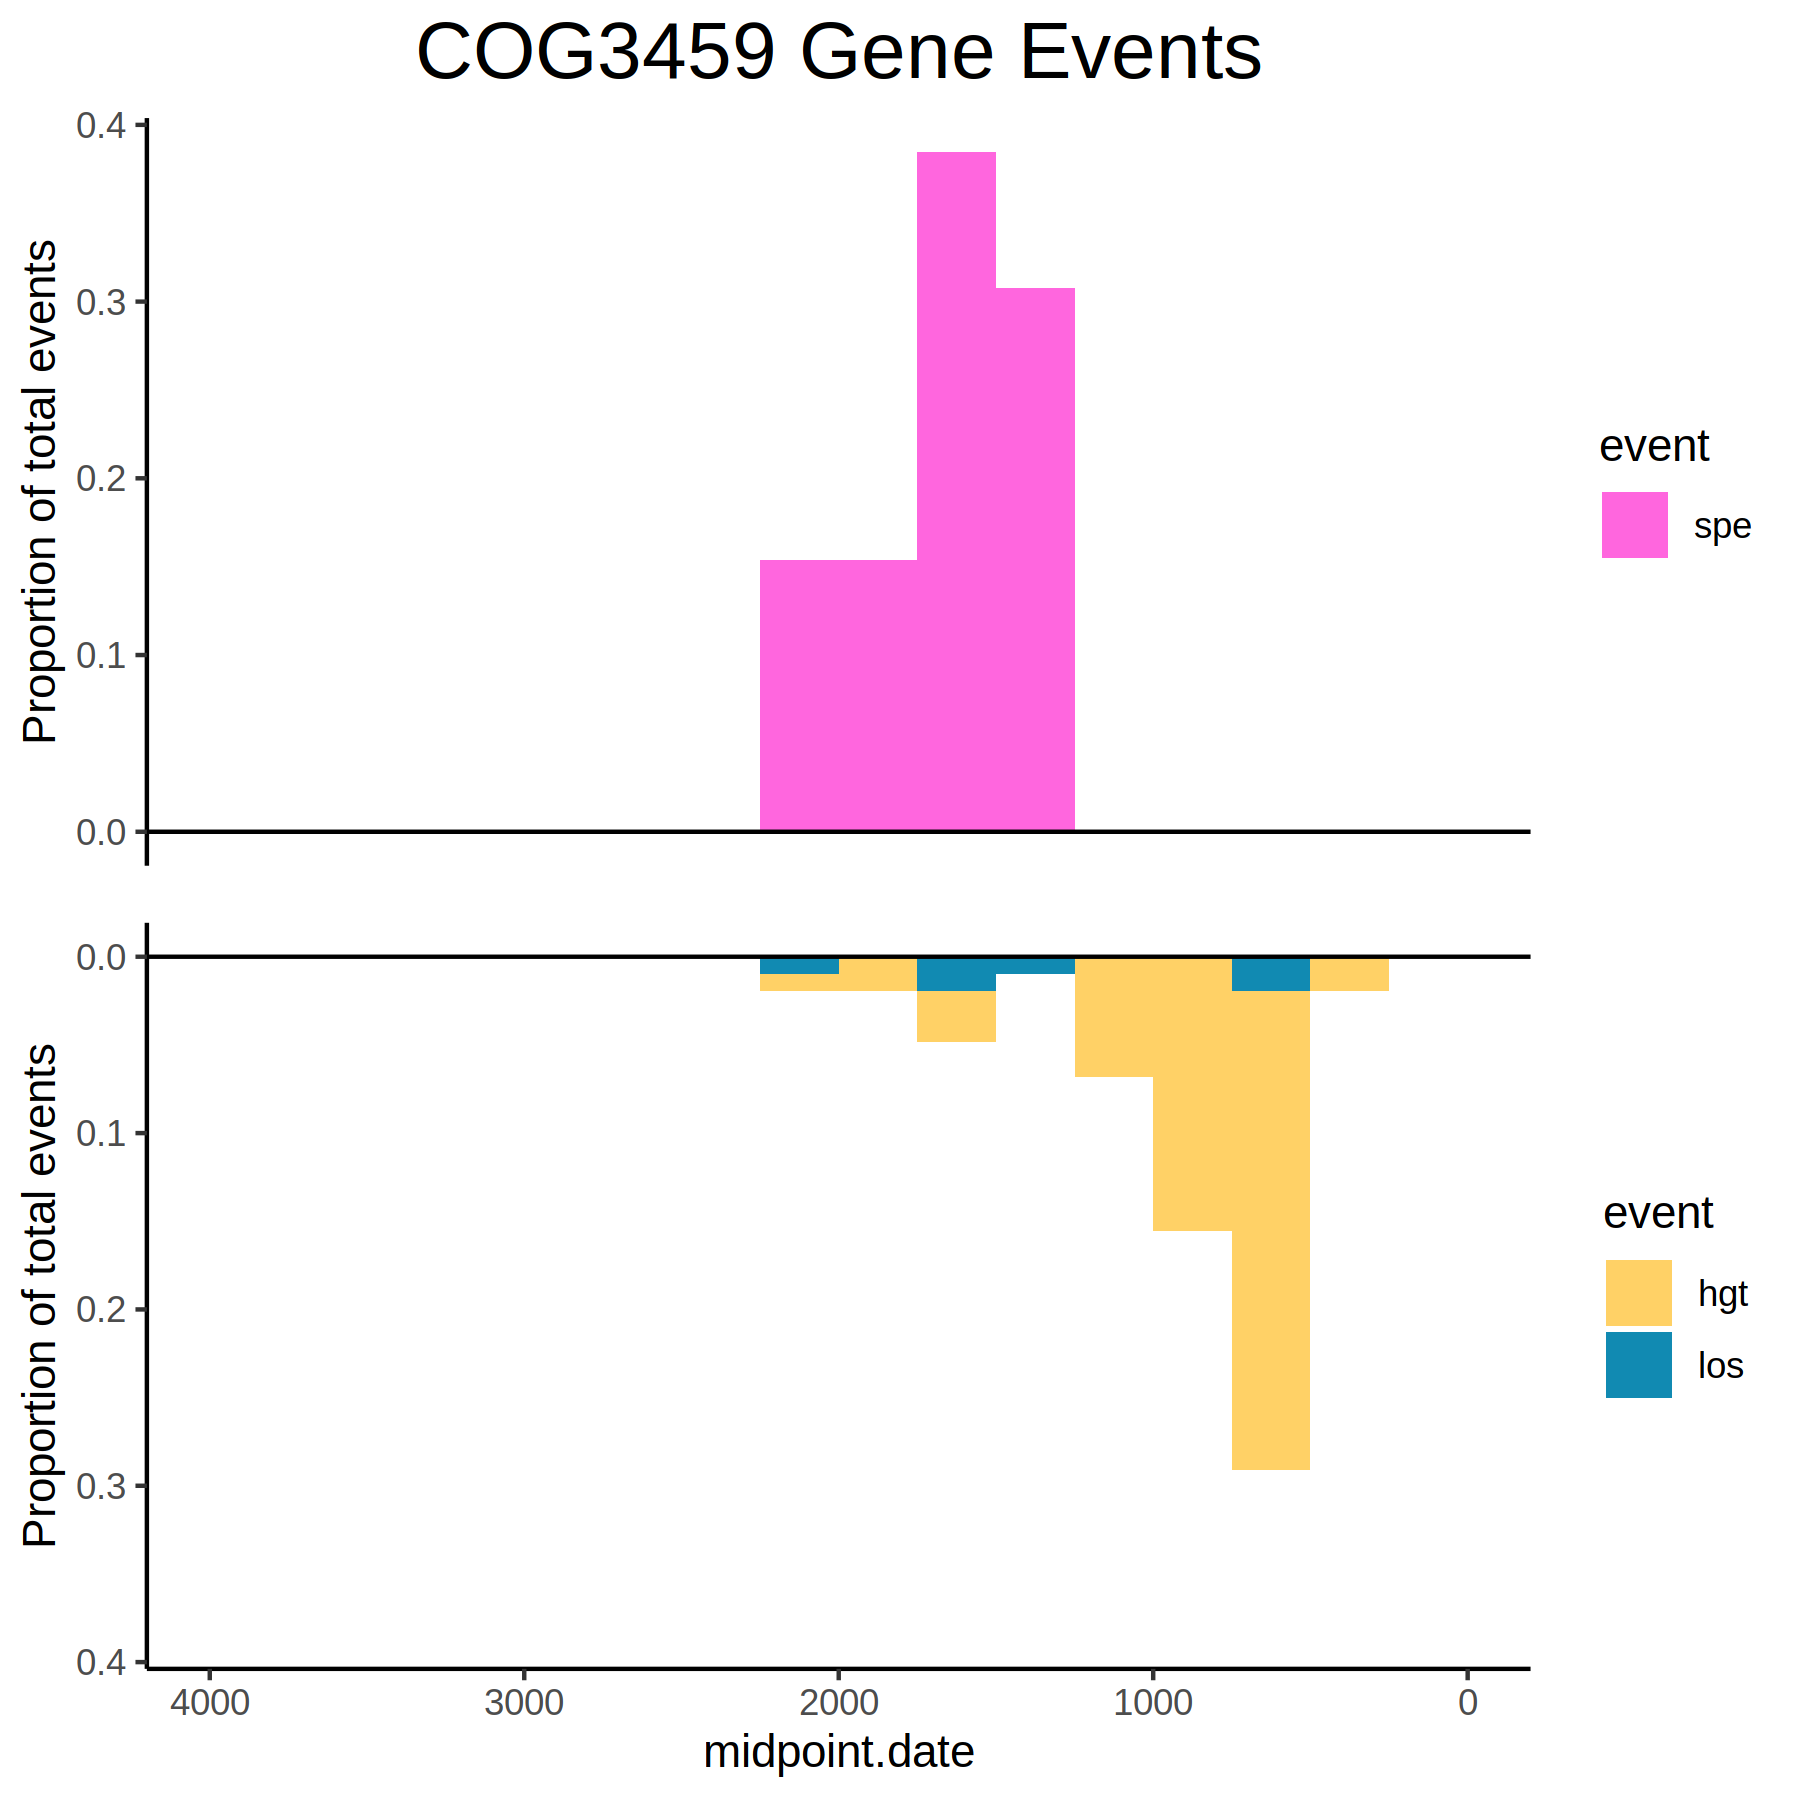 COG3459 Gene Events
Proportion of total events
0.4
0.3
0.2
0.1
0.0
event
spe
Proportion of total events
0.0
0.1
0.2
0.3
0.4
event
hgt
los
4000 3000 2000 1000 0
midpoint.date